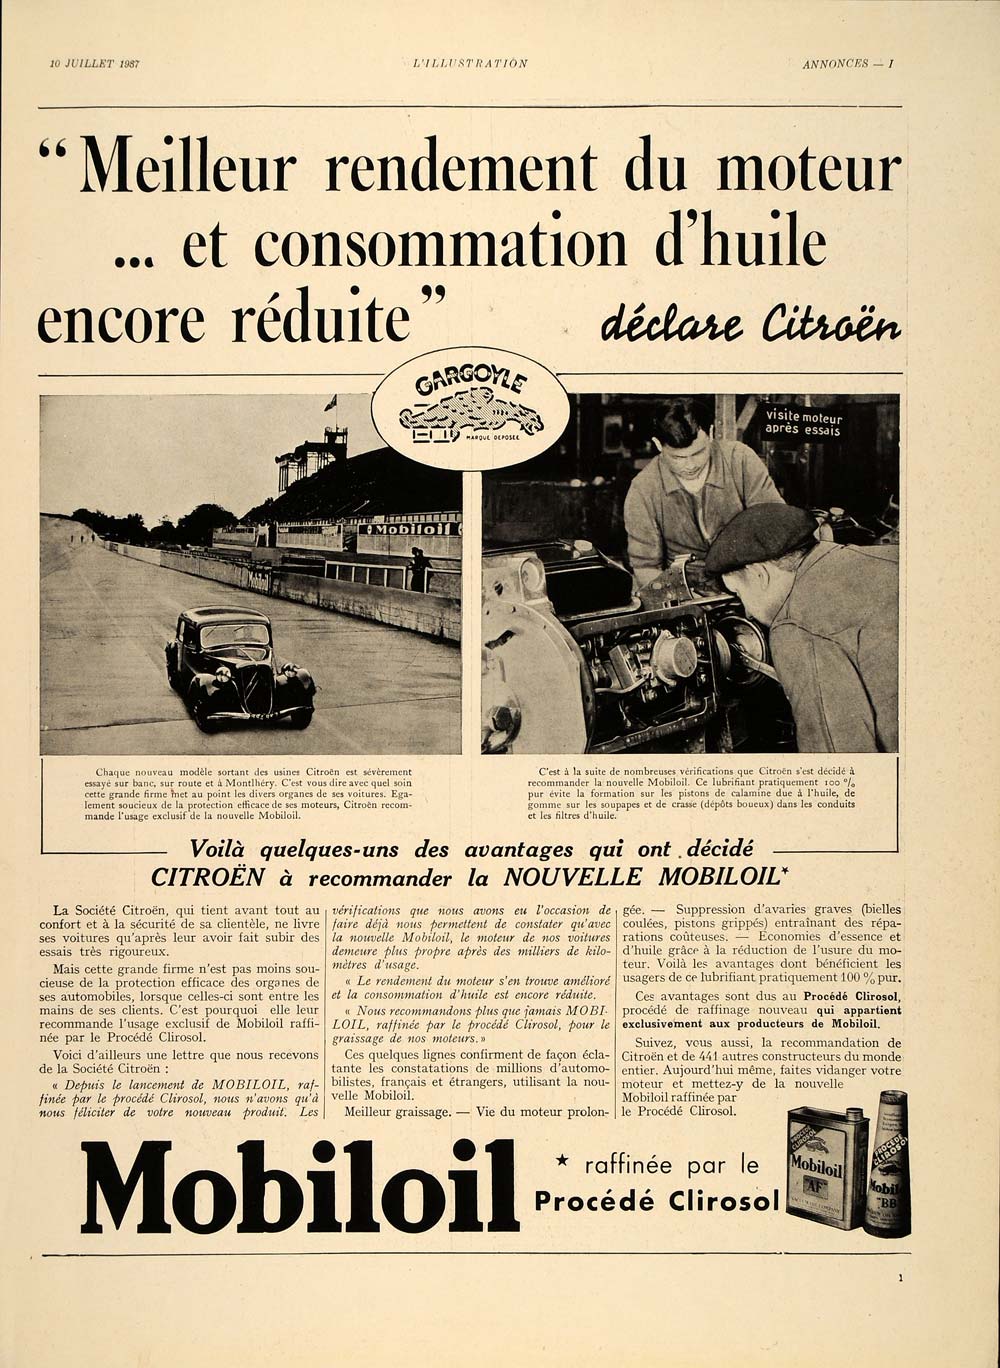 10 JUILLET 1937
L'ILLUSTRATION
ANNONCES — I
“ Meilleur rendement du moteur
... et consommation d'huile
encore réduite ”
déclare Citroën
GARGOYLE
MARQUE DEPOSÉE
Mobiloil
visite moteur
après essais
Chaque nouveau modèle sortant des usines Citroën est sévèrement
essayé sur banc, sur route et à Montlhéry. C'est vous dire avec quel soin
cette grande firme met au point les divers organes de ses voitures. Ega-
lement soucieux de la protection efficace de ses moteurs, Citroën recom-
mande l'usage exclusif de la nouvelle Mobiloil.
C'est à la suite de nombreuses vérifications que Citroën s'est décidé à
recommander la nouvelle Mobiloil. Ce lubrifiant pratiquement 100 %
pur évite la formation sur les pistons de calamine due à l'huile, de
gomme sur les soupapes et de crasse (dépôts boueux) dans les conduits
et les filtres d'huile.
Voilà quelques-uns des avantages qui ont décidé
CITROËN à recommander la NOUVELLE MOBILOIL*
La Société Citroën, qui tient avant tout au
confort et à la sécurité de sa clientèle, ne livre
ses voitures qu'après leur avoir fait subir des
essais très rigoureux.
Mais cette grande firme n'est pas moins sou-
cieuse de la protection efficace des organes de
ses automobiles, lorsque celles-ci sont entre les
mains de ses clients. C'est pourquoi elle leur
recommande l'usage exclusif de Mobiloil raffi-
née par le Procédé Clirosol.
Voici d'ailleurs une lettre que nous recevons
de la Société Citroën :
« Depuis le lancement de MOBILOIL, raf-
finée par le procédé Clirosol, nous n'avons qu'à
nous féliciter de votre nouveau produit. Les
vérifications que nous avons eu l'occasion de
faire déjà nous permettent de constater qu'avec
la nouvelle Mobiloil, le moteur de nos voitures
demeure plus propre après des milliers de kilo-
mètres d'usage.
« Le rendement du moteur s'en trouve amélioré
et la consommation d'huile est encore réduite.
« Nous recommandons plus que jamais MOBI-
LOIL, raffinée par le procédé Clirosol, pour le
graissage de nos moteurs. »
Ces quelques lignes confirment de façon écla-
tante les constatations de millions d'automo-
bilistes, français et étrangers, utilisant la nou-
velle Mobiloil.
Meilleur graissage. — Vie du moteur prolon-
gée. — Suppression d'avaries graves (bielles
coulées, pistons grippés) entraînant des répa-
rations coûteuses. — Economies d'essence et
d'huile grâce à la réduction de l'usure du mo-
teur. Voilà les avantages dont bénéficient les
usagers de ce lubrifiant pratiquement 100 % pur.
Ces avantages sont dus au Procédé Clirosol,
procédé de raffinage nouveau qui appartient
exclusivement aux producteurs de Mobiloil.
Suivez, vous aussi, la recommandation de
Citroën et de 441 autres constructeurs du monde
entier. Aujourd'hui même, faites vidanger votre
moteur et mettez-y de la nouvelle
Mobiloil raffinée par
le Procédé Clirosol.
Mobiloil
* raffinée par le
Procédé Clirosol
PROCÉDÉ
CLIROSOL
Mobiloil
"AF"
PROCÉDÉ
CLIROSOL
Mobil
"BB
1